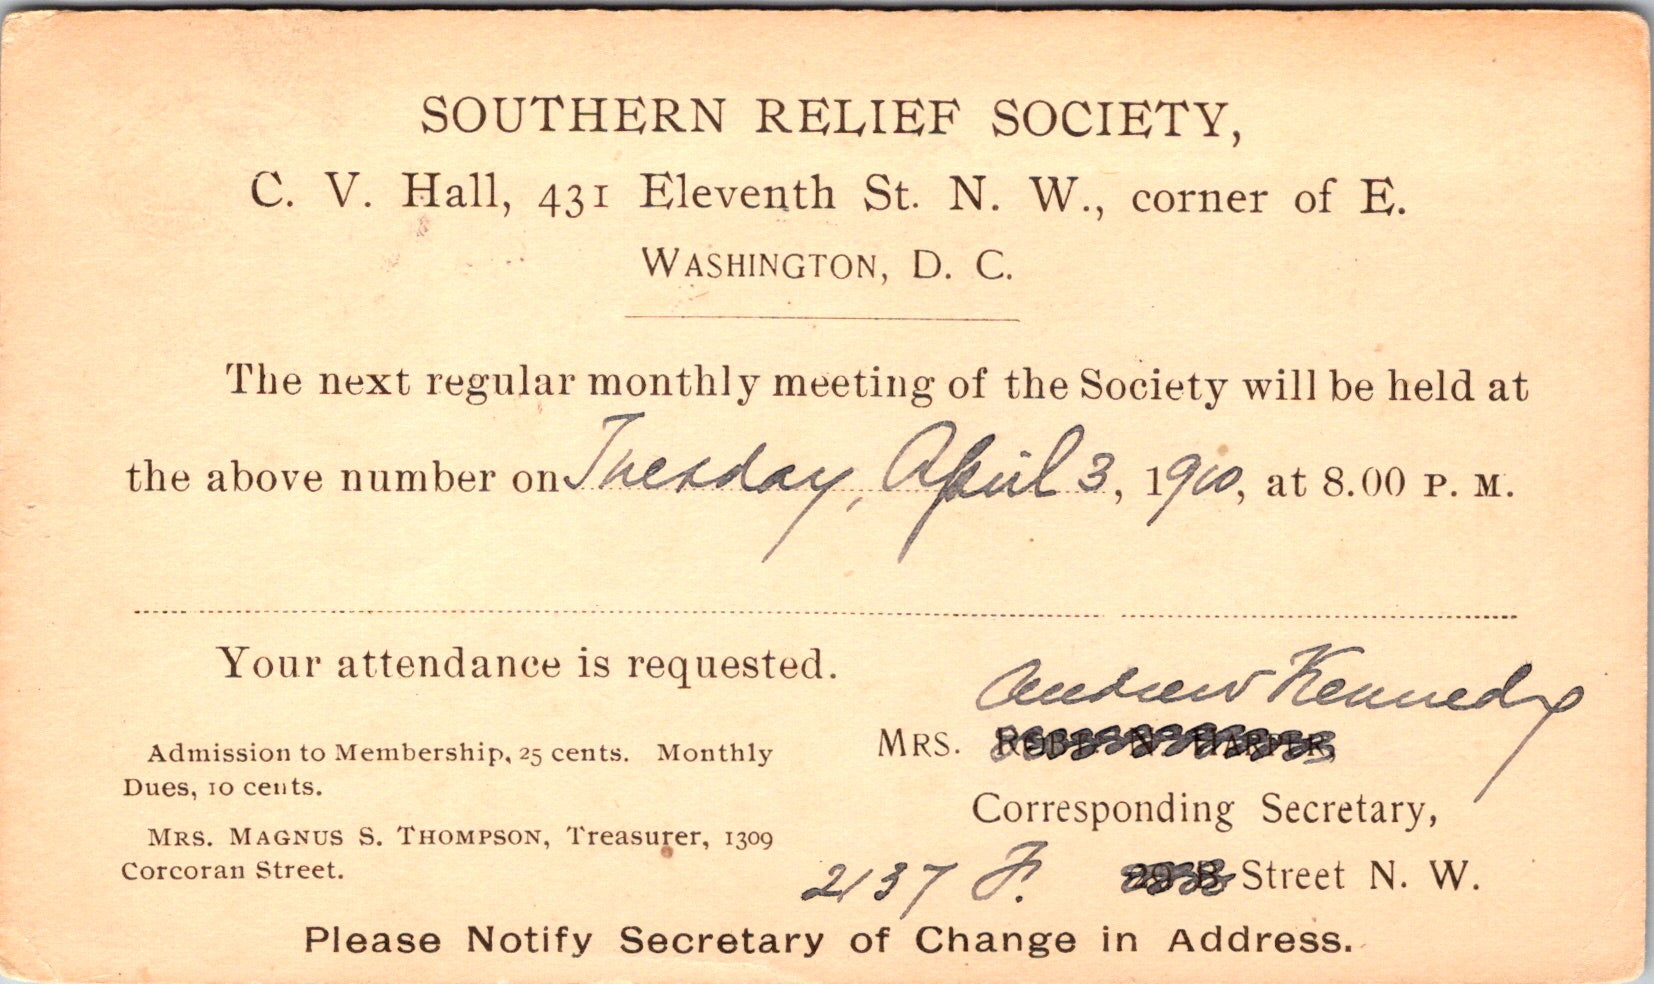 SOUTHERN RELIEF SOCIETY,
C. V. Hall, 431 Eleventh St. N. W., corner of E.
WASHINGTON, D. C.
The next regular monthly meeting of the Society will be held at
the above number on Tuesday, April 3, 1900, at 8.00 P. M.
Your attendance is requested.
Andrew Kennedy
MRS.
Corresponding Secretary,
2137 F. Street N. W.
Admission to Membership, 25 cents. Monthly
Dues, 10 cents.
MRS. MAGNUS S. THOMPSON, Treasurer, 1309
Corcoran Street.
Please Notify Secretary of Change in Address.